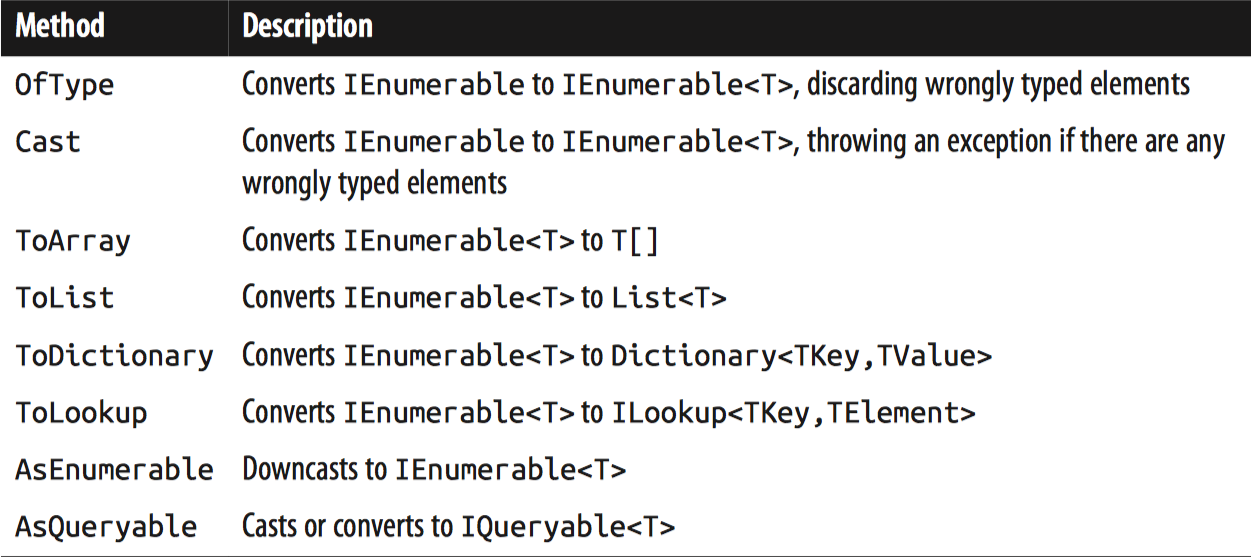 Method Description
OfType Converts IEnumerable to IEnumerable<T>, discarding wrongly typed elements
Cast Converts IEnumerable to IEnumerable<T>, throwing an exception if there are any
wrongly typed elements
ToArray Converts IEnumerable<T> to T[]
ToList Converts IEnumerable<T> to List<T>
ToDictionary Converts IEnumerable<T> to Dictionary<TKey,TValue>
ToLookup Converts IEnumerable<T> to ILookup<TKey,TElement>
AsEnumerable Downcasts to IEnumerable<T>
AsQueryable Casts or converts to IQueryable<T>